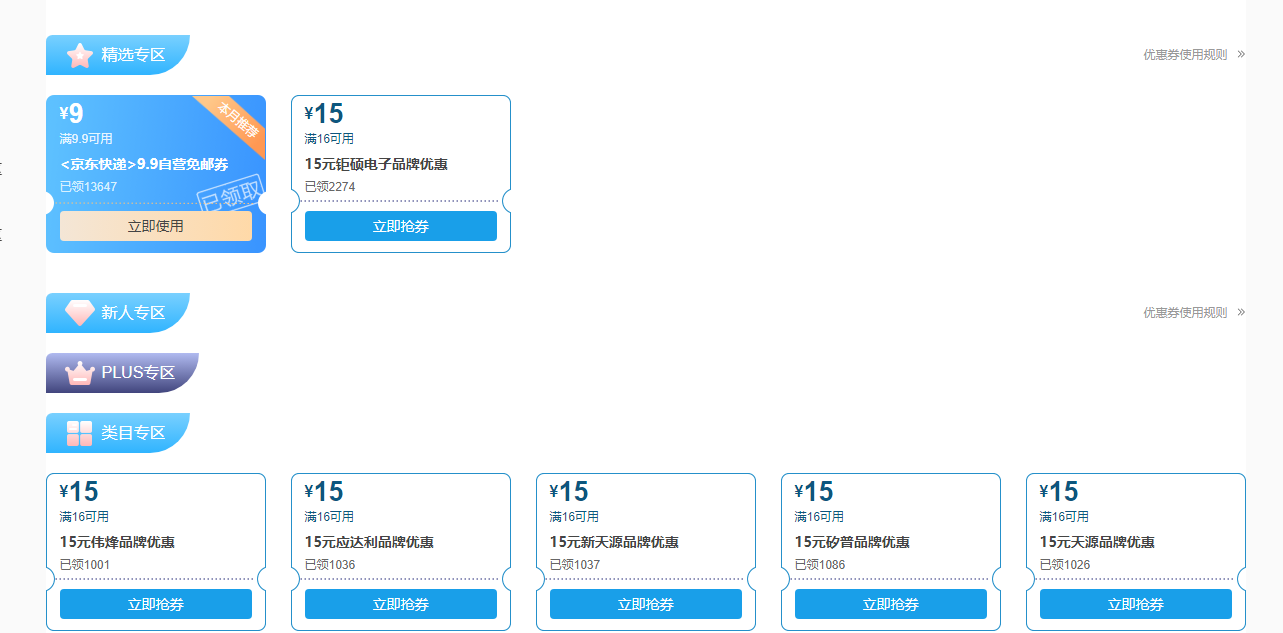 精选专区
优惠券使用规则 »
¥9
本月推荐
满9.9可用
<京东快递>9.9自营免邮券
已领13647
已领取
立即使用
¥15
满16可用
15元钜硕电子品牌优惠
已领2274
立即抢券
新人专区
优惠券使用规则 »
PLUS专区
类目专区
¥15
满16可用
15元伟烽品牌优惠
已领1001
立即抢券
¥15
满16可用
15元应达利品牌优惠
已领1036
立即抢券
¥15
满16可用
15元新天源品牌优惠
已领1037
立即抢券
¥15
满16可用
15元矽普品牌优惠
已领1086
立即抢券
¥15
满16可用
15元天源品牌优惠
已领1026
立即抢券